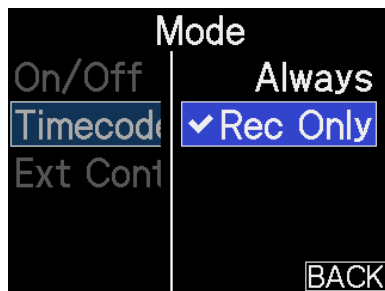 Mode
On/Off
Timecode
Ext Cont
Always
✓Rec Only
BACK